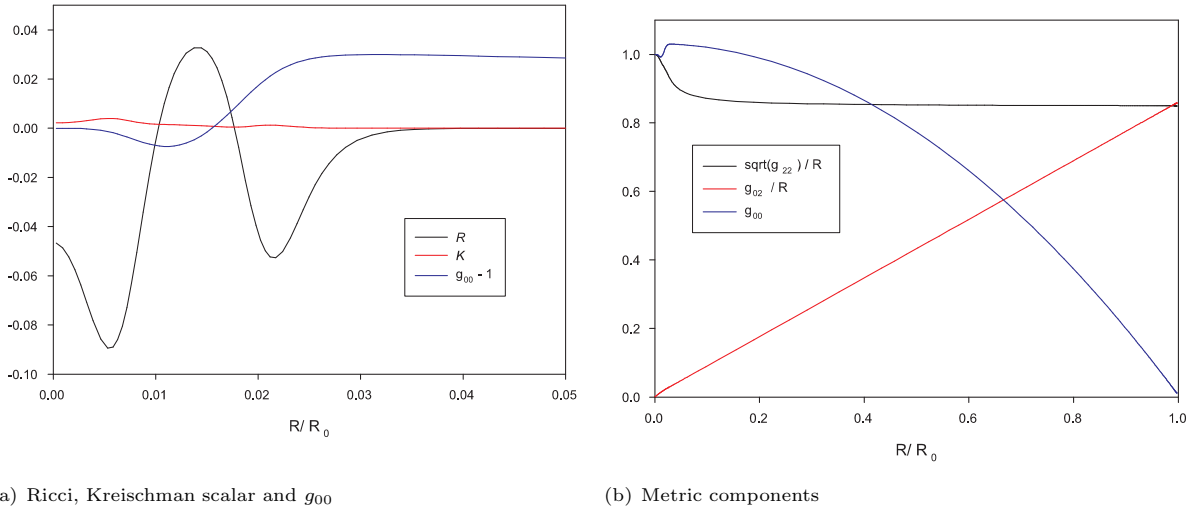 0.04
0.02
0.00
-0.02
-0.04
-0.06
-0.08
-0.10
0.00 0.01 0.02 0.03 0.04 0.05
R/ R₀
R
K
g₀₀ - 1
a) Ricci, Kreischman scalar and g₀₀
1.0
0.8
0.6
0.4
0.2
0.0
0.0 0.2 0.4 0.6 0.8 1.0
R/ R₀
sqrt(g ₂₂ ) / R
g₀₂ / R
g₀₀
(b) Metric components